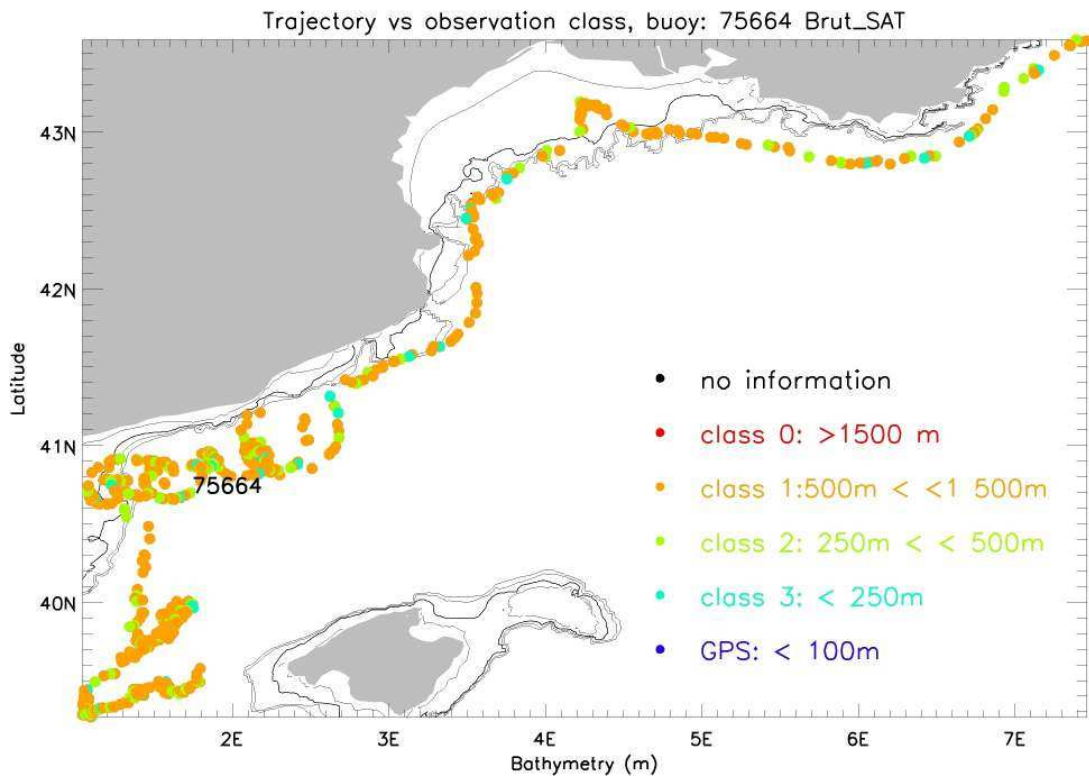 Trajectory vs observation class, buoy: 75664 Brut_SAT
43N
42N
Latitude
no information
class 0: >1500 m
41N
75664
class 1:500m < <1 500m
class 2: 250m < < 500m
40N
class 3: < 250m
GPS: < 100m
2E 3E 4E 5E 6E 7E
Bathymetry (m)